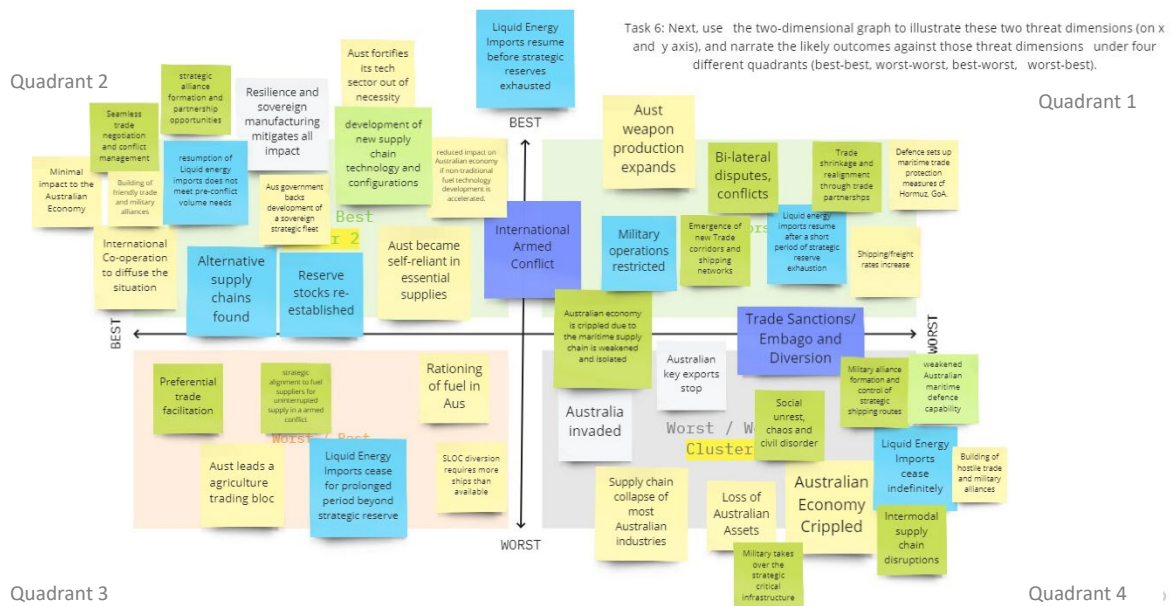 Task 6: Next, use the two-dimensional graph to illustrate these two threat dimensions (on x
and y axis), and narrate the likely outcomes against those threat dimensions under four
different quadrants (best-best, worst-worst, best-worst, worst-best).
Quadrant 2
Quadrant 1
Liquid Energy
Imports resume
before strategic
reserves
exhausted
BEST
Aust fortifies
its tech
sector out of
necessity
strategic
alliance
formation and
partnership
opportunities
Resilience and
sovereign
manufacturing
mitigates all
impact
Seamless
trade
negotiation
and conflict
management
development of
new supply
chain
technology and
configurations
reduced impact on
Australian economy
if non-traditional
fuel technology
development is
accelerated.
Minimal
impact to the
Australian
Economy
Building of
friendly trade
and military
alliances
resumption of
Liquid energy
imports does not
meet pre-conflict
volume needs
Aus government
backs
development of
a sovereign
strategic fleet
Best
r 2
International
Co-operation
to diffuse the
situation
Alternative
supply
chains
found
Reserve
stocks re-
established
Aust became
self-reliant in
essential
supplies
International
Armed
Conflict
Aust
weapon
production
expands
Bi-lateral
disputes,
conflicts
Trade
shrinkage and
realignment
through trade
partnershps
Defence sets up
maritime trade
protection
measures cf
Hormuz, GoA.
Military
operations
restricted
Emergence of
new Trade
corridors and
shipping
networks
Liquid energy
imports resume
after a short
period of strategic
reserve
exhaustion
ors
Shipping/freight
rates increase
Australian economy
is crippled due to
the maritime supply
chain is weakened
and isolated
Trade Sanctions/
Embago and
Diversion
BEST
WORST
Preferential
trade
facilitation
strategic
alignment to fuel
suppliers for
uninterrupted
supply in a armed
conflict.
Rationing
of fuel in
Aus
Worst / Best
Aust leads a
agriculture
trading bloc
Liquid Energy
Imports cease
for prolonged
period beyond
strategic reserve
SLOC diversion
requires more
ships than
available
WORST
Australian
key exports
stop
Military alliance
formation and
control of
strategic
shipping routes
weakened
Australian
maritime
defence
capability
Australia
invaded
Worst / Wo
Cluster
Social
unrest,
chaos and
civil disorder
Liquid Energy
Imports
cease
indefinitely
Building of
hostile trade
and military
alliances
Supply chain
collapse of
most
Australian
industries
Loss of
Australian
Assets
Australian
Economy
Crippled
Intermodal
supply
chain
disruptions
Military takes
over the
strategic
critical
infrastructure
Quadrant 3
Quadrant 4